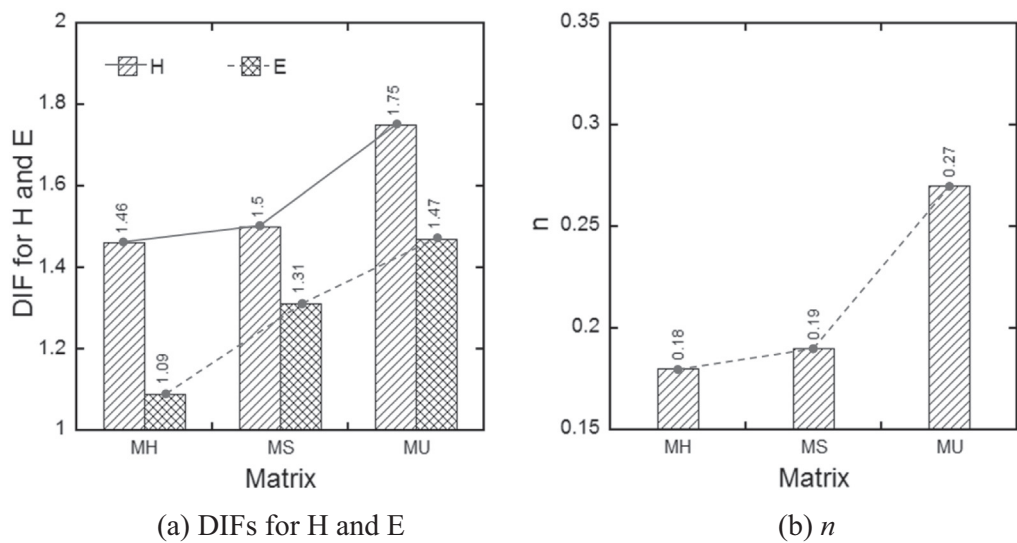 2
1.8
1.6
1.4
1.2
1
DIF for H and E
H
E
1.46
1.09
1.5
1.31
1.75
1.47
MH
MS
MU
Matrix
(a) DIFs for H and E
0.35
0.3
0.25
0.2
0.15
n
0.18
0.19
0.27
MH
MS
MU
Matrix
(b) n